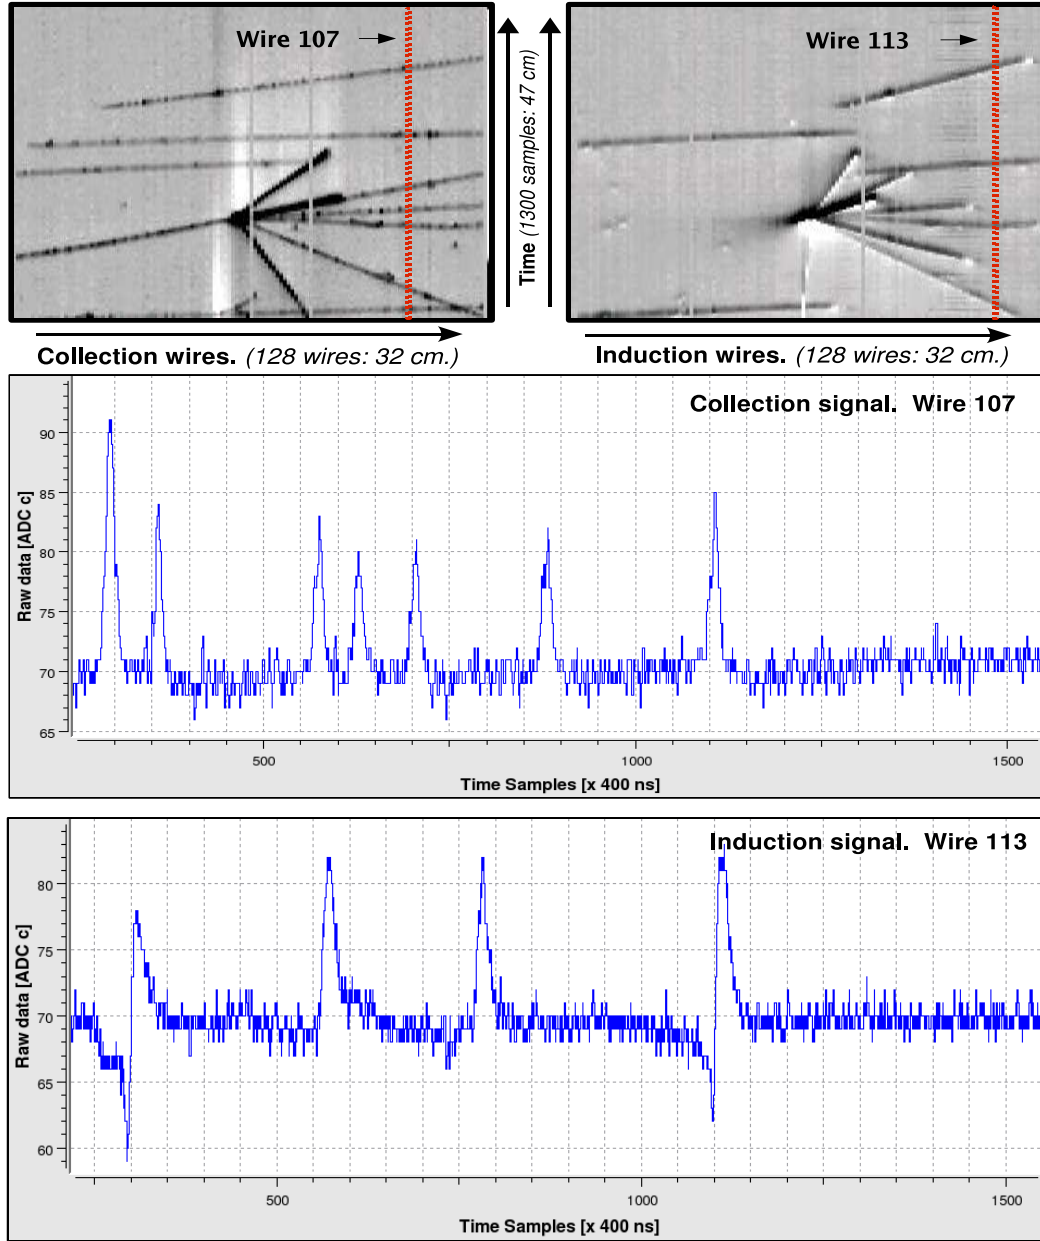 Wire 107
Wire 113
Time (1300 samples: 47 cm)
Collection wires. (128 wires: 32 cm.)
Induction wires. (128 wires: 32 cm.)
Collection signal. Wire 107
Raw data [ADC c]
90
85
80
75
70
65
500
1000
1500
Time Samples [x 400 ns]
Induction signal. Wire 113
Raw data [ADC c]
80
75
70
65
60
500
1000
1500
Time Samples [x 400 ns]